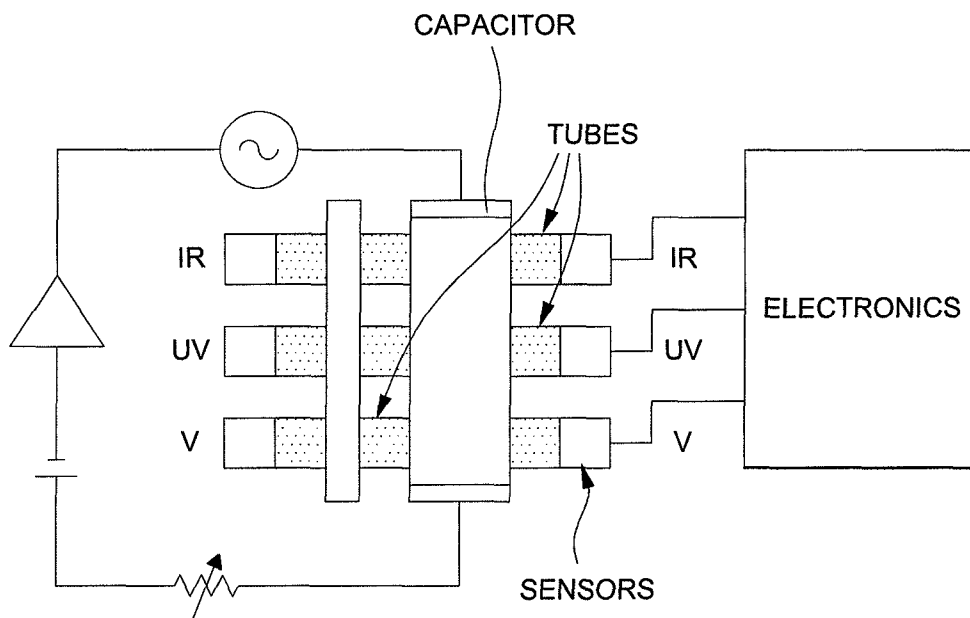 CAPACITOR
TUBES
IR
IR
ELECTRONICS
UV
UV
V
V
SENSORS